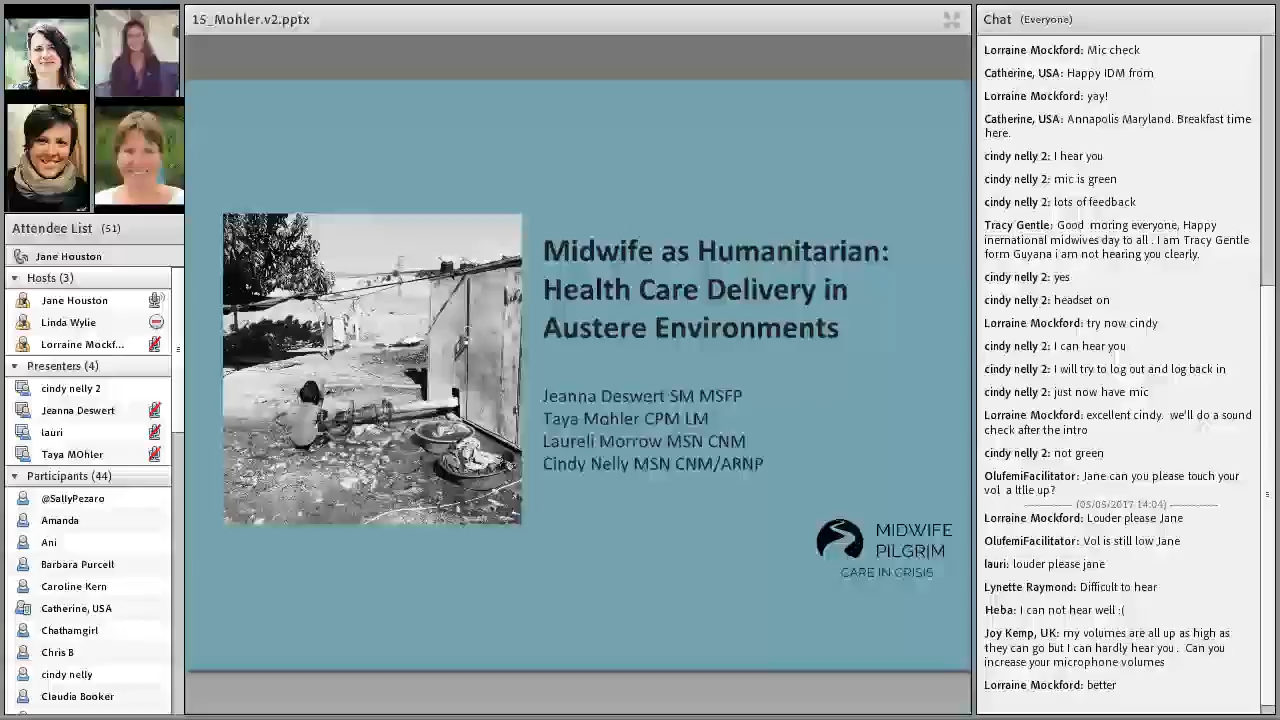 15_Mohler.v2.pptx
Attendee List (51)
Jane Houston
Hosts (3)
Jane Houston
Linda Wylie
Lorraine Mockf...
Presenters (4)
cindy nelly 2
Jeanna Deswert
lauri
Taya MOhler
Participants (44)
@SallyPezaro
Amanda
Ani
Barbara Purcell
Caroline Kern
Catherine, USA
Chathamgirl
Chris B
cindy nelly
Claudia Booker
Midwife as Humanitarian:
Health Care Delivery in
Austere Environments
Jeanna Deswert SM MSFP
Taya Mohler CPM LM
Laureli Morrow MSN CNM
Cindy Nelly MSN CNM/ARNP
MIDWIFE
PILGRIM
CARE IN CRISIS
Chat (Everyone)
Lorraine Mockford: Mic check
Catherine, USA: Happy IDM from
Lorraine Mockford: yay!
Catherine, USA: Annapolis Maryland. Breakfast time
here.
cindy nelly 2: I hear you
cindy nelly 2: mic is green
cindy nelly 2: lots of feedback
Tracy Gentle: Good moring everyone, Happy
inernational midwives day to all . I am Tracy Gentle
form Guyana i am not hearing you clearly.
cindy nelly 2: yes
cindy nelly 2: headset on
Lorraine Mockford: try now cindy
cindy nelly 2: I can hear you
cindy nelly 2: I will try to log out and log back in
cindy nelly 2: just now have mic
Lorraine Mockford: excellent cindy. we'll do a sound
check after the intro
cindy nelly 2: not green
OlufemiFacilitator: Jane can you please touch your
vol a lttle up?
(05/05/2017 14:04)
Lorraine Mockford: Louder please Jane
OlufemiFacilitator: Vol is still low Jane
lauri: louder please jane
Lynette Raymond: Difficult to hear
Heba: I can not hear well :(
Joy Kemp, UK: my volumes are all up as high as
they can go but I can hardly hear you . Can you
increase your microphone volumes
Lorraine Mockford: better